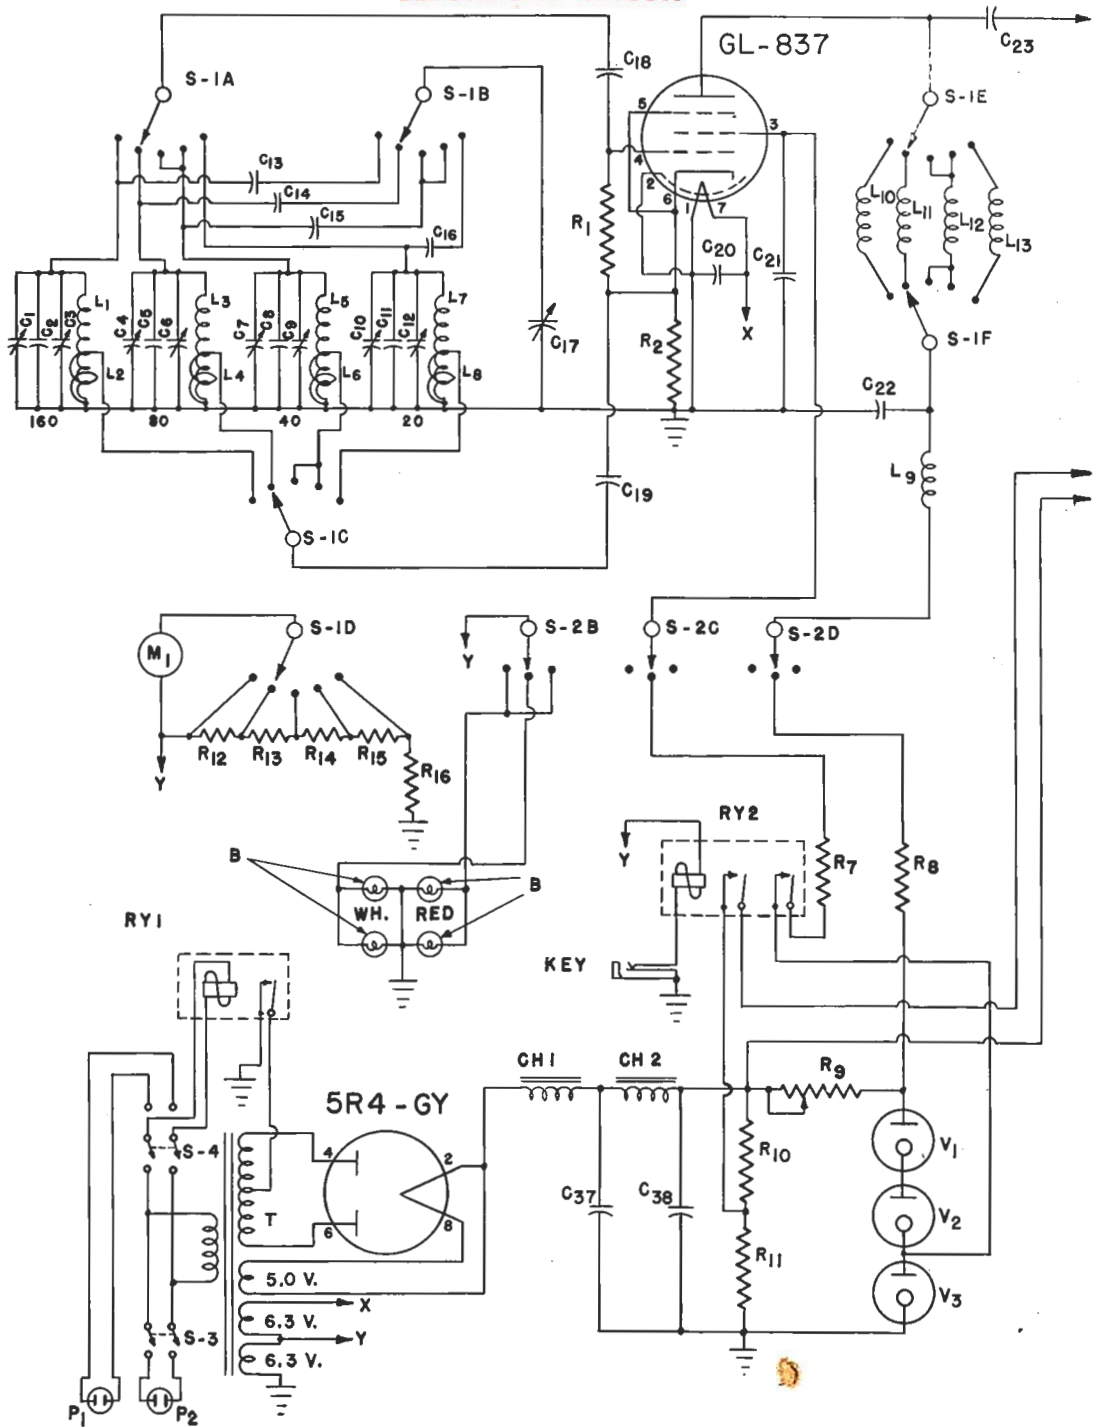 GL-837
C23
C18
S-1A
S-1B
S-1E
5
3
4
2
6
1
7
C13
C14
C15
C16
R1
C20
C21
X
L10
L11
L12
L13
L1
L3
L5
L7
C1
C2
C3
C4
C5
C6
C7
C8
C9
C10
C11
C12
C17
R2
S-1F
L2
L4
L6
L8
C22
160
80
40
20
L9
C19
S-1C
S-1D
S-2B
S-2C
S-2D
M1
Y
R12
R13
R14
R15
R16
Y
RY2
Y
R7
R8
B
B
WH.
RED
RY1
KEY
CH1
CH2
R9
5R4-GY
S-4
4
2
6
8
T
R10
V1
C37
C38
V2
R11
V3
5.0 V.
X
6.3 V.
Y
6.3 V.
S-3
P1
P2